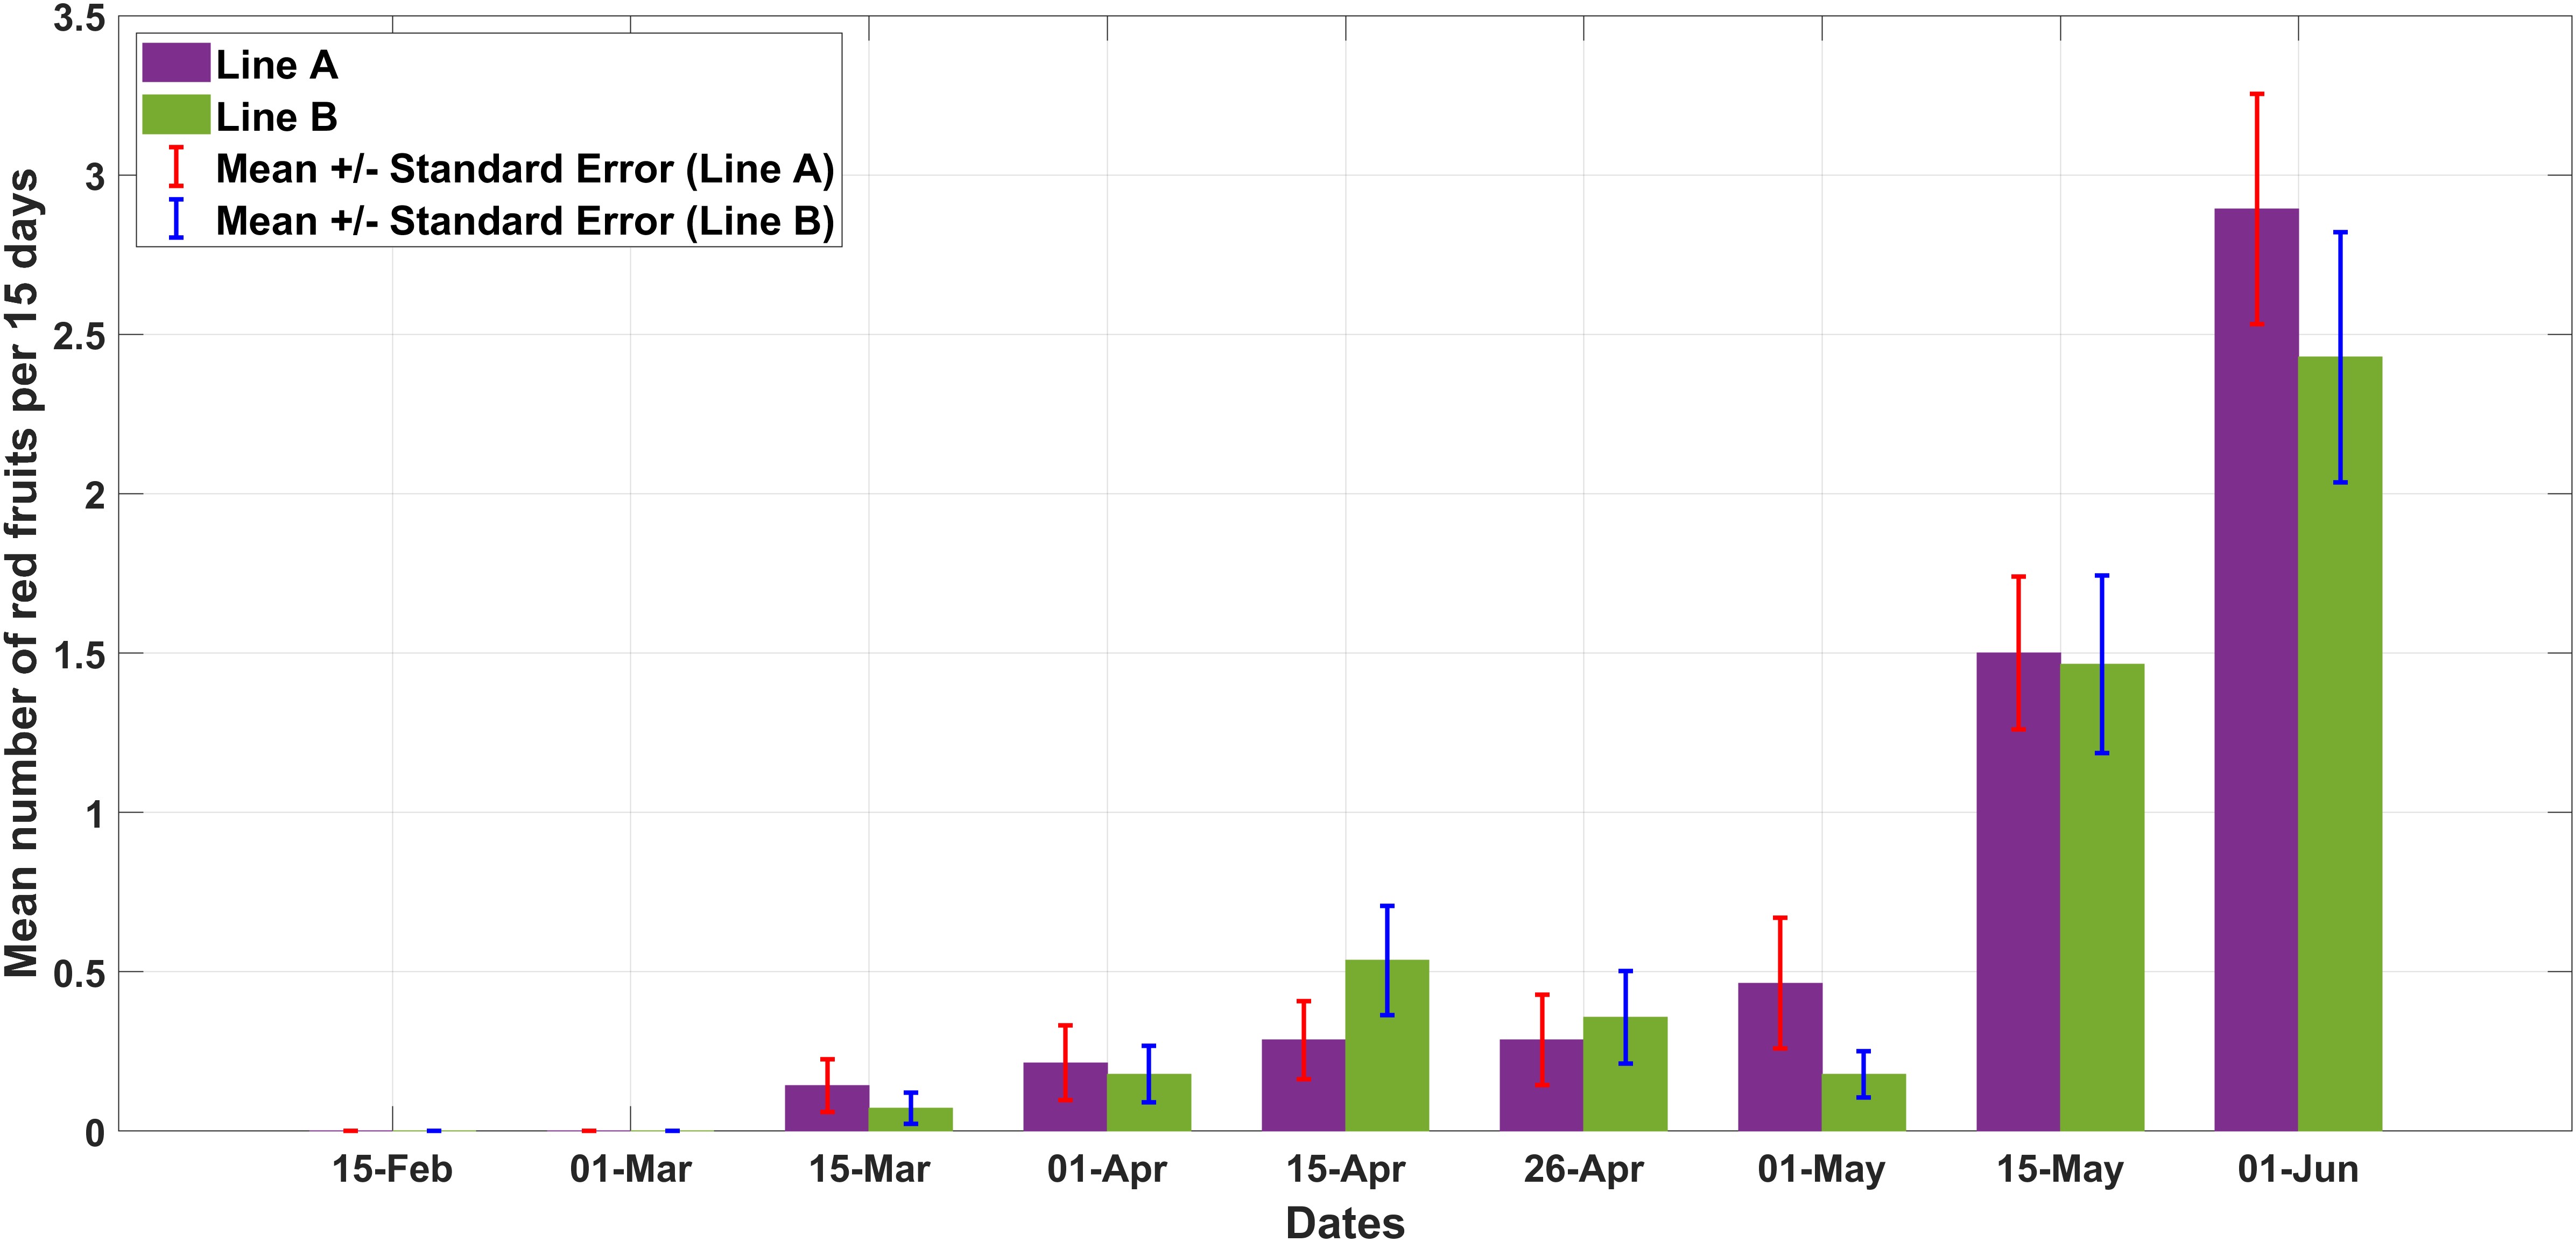 Mean number of red fruits per 15 days
3.5
3
2.5
2
1.5
1
0.5
0
Line A
Line B
Mean +/- Standard Error (Line A)
Mean +/- Standard Error (Line B)
15-Feb
01-Mar
15-Mar
01-Apr
15-Apr
26-Apr
01-May
15-May
01-Jun
Dates